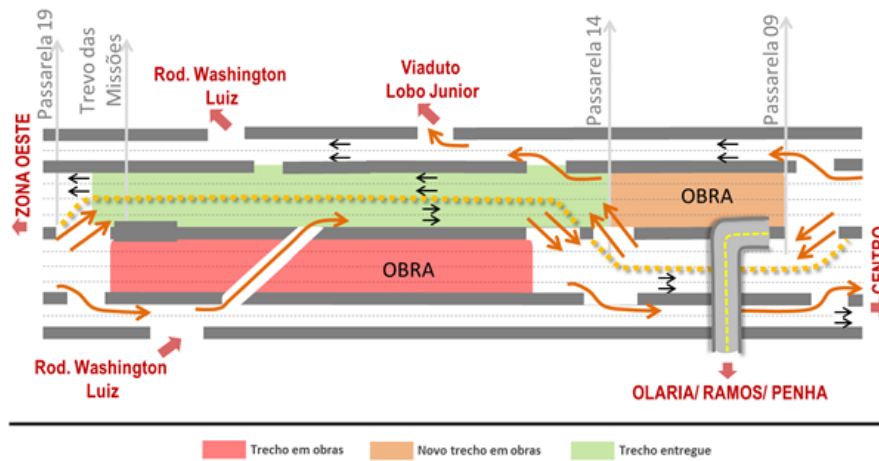 Passarela 19
Trevo das
Missões
Rod. Washington
Luiz
Viaduto
Lobo Junior
Passarela 14
Passarela 09
ZONA OESTE
OBRA
OBRA
CENTRO
Rod. Washington
Luiz
OLARIA/ RAMOS/ PENHA
Trecho em obras
Novo trecho em obras
Trecho entregue